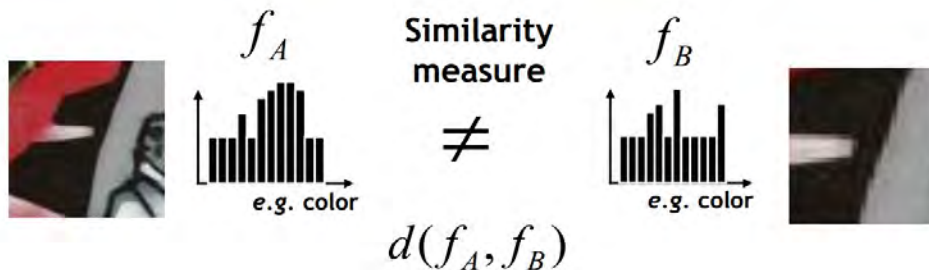 f_A
Similarity
measure
f_B
≠
e.g. color
e.g. color
d(f_A, f_B)